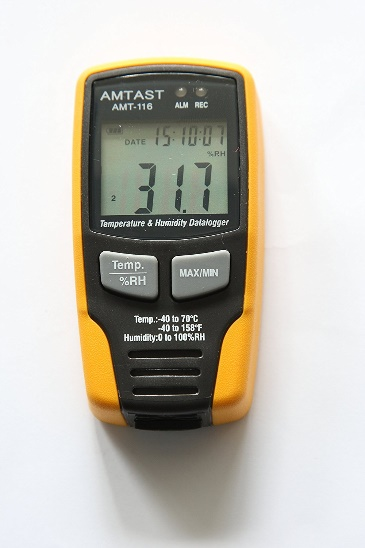 AMTAST
AMT-116
ALM REC
DATE 15:10:07
%RH
31.7
2
Temperature & Humidity Datalogger
Temp.
%RH
MAX/MIN
Temp.:-40 to 70°C
-40 to 158°F
Humidity:0 to 100%RH